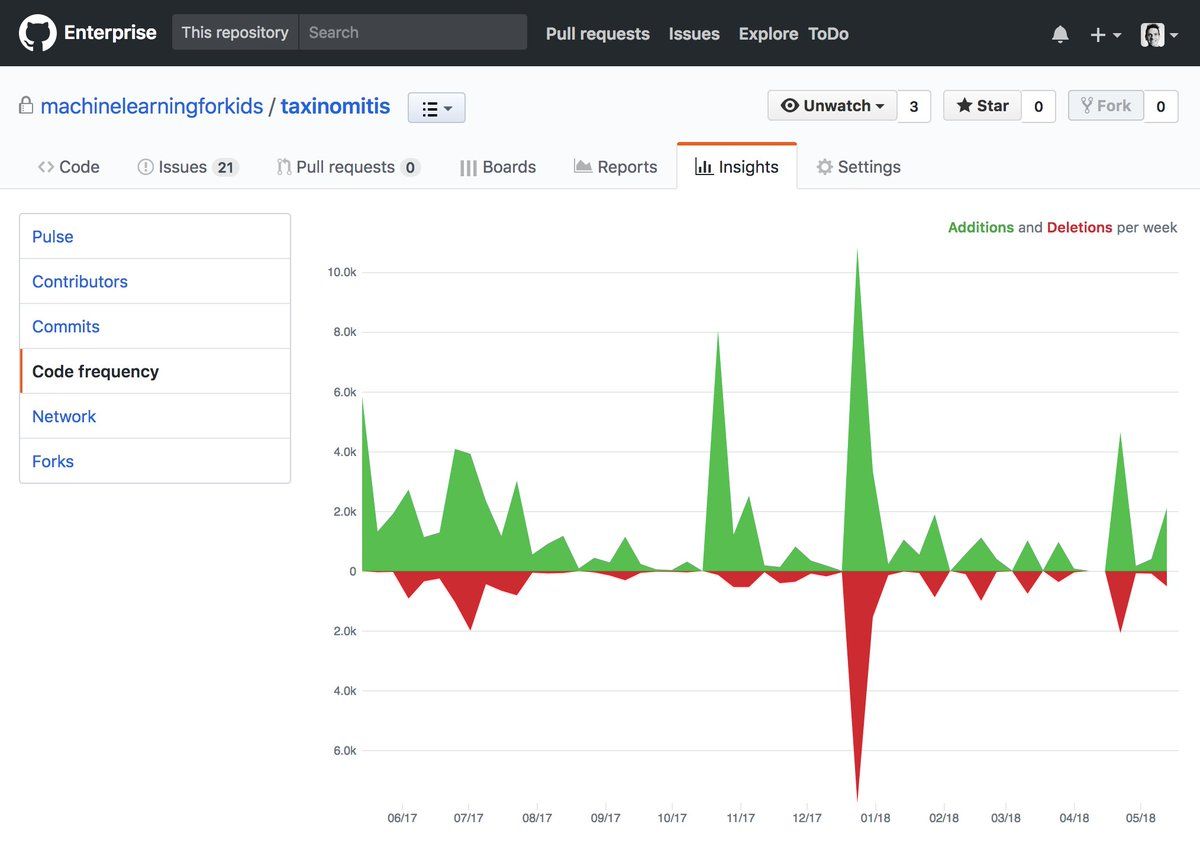 Enterprise This repository Search Pull requests Issues Explore ToDo
machinelearningforkids / taxinomitis Unwatch 3 Star 0 Fork 0
Code Issues 21 Pull requests 0 Boards Reports Insights Settings
Pulse
Contributors
Commits
Code frequency
Network
Forks
Additions and Deletions per week
10.0k
8.0k
6.0k
4.0k
2.0k
0
2.0k
4.0k
6.0k
06/17 07/17 08/17 09/17 10/17 11/17 12/17 01/18 02/18 03/18 04/18 05/18